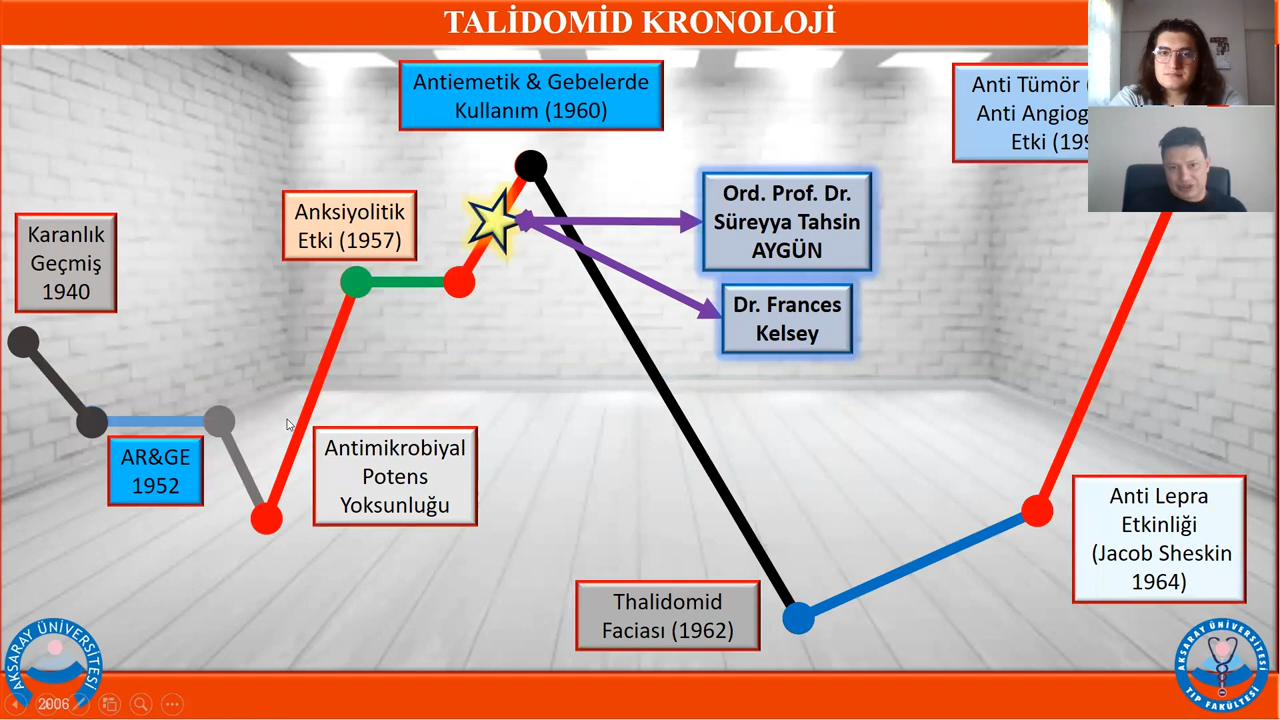 TALİDOMİD KRONOLOJİ
Antiemetik & Gebelerde
Kullanım (1960)
Anti Tümör
Anti
Etki
Ord. Prof. Dr.
Süreyya Tahsin
AYGÜN
Anksiyolitik
Etki (1957)
Karanlık
Geçmiş
1940
Dr. Frances
Kelsey
AR&GE
1952
Antimikrobiyal
Potens
Yoksunluğu
Anti Lepra
Etkinliği
(Jacob Sheskin
1964)
Thalidomid
Faciası (1962)
AKSARAY ÜNİVERSİTESİ
2006
AKSARAY ÜNİVERSİTESİ
TIP FAKÜLTESİ